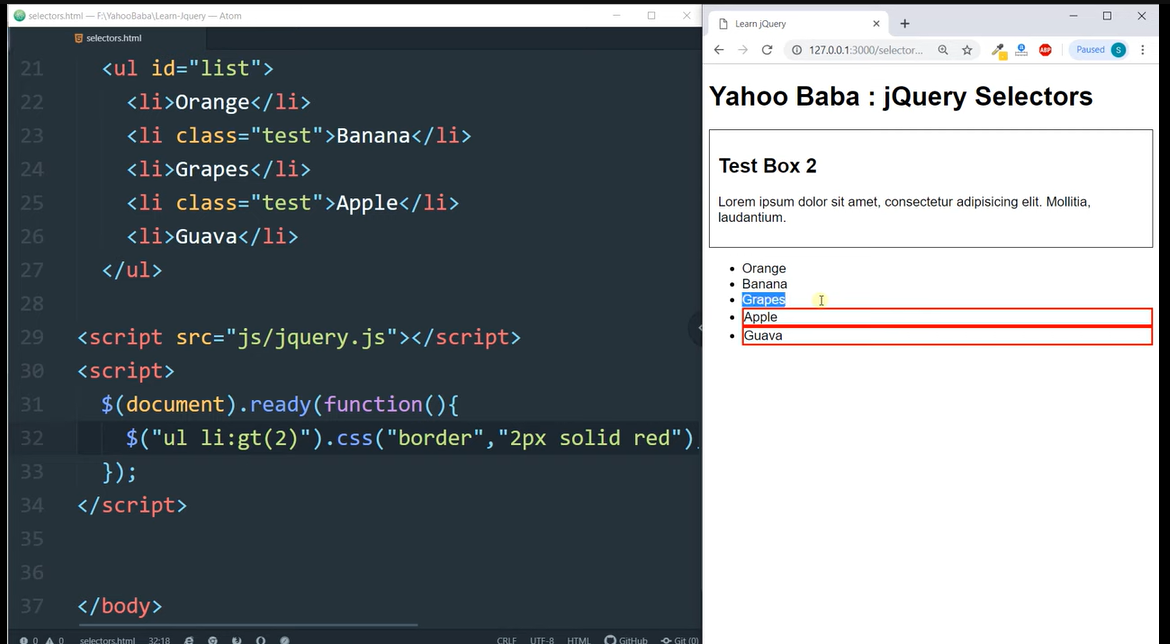 selectors.html — F:\YahooBaba\Learn-Jquery — Atom
selectors.html
21 <ul id="list">
22 <li>Orange</li>
23 <li class="test">Banana</li>
24 <li>Grapes</li>
25 <li class="test">Apple</li>
26 <li>Guava</li>
27 </ul>
28
29 <script src="js/jquery.js"></script>
30 <script>
31 $(document).ready(function(){
32 $("ul li:gt(2)").css("border","2px solid red")
33 });
34 </script>
35
36
37 </body>
0 0 selectors.html 32:18 CRLF UTF-8 HTML GitHub Git (0)
Learn jQuery
127.0.0.1:3000/selector... ABP Paused S
Yahoo Baba : jQuery Selectors
Test Box 2
Lorem ipsum dolor sit amet, consectetur adipisicing elit. Mollitia,
laudantium.
Orange
Banana
Grapes
Apple
Guava